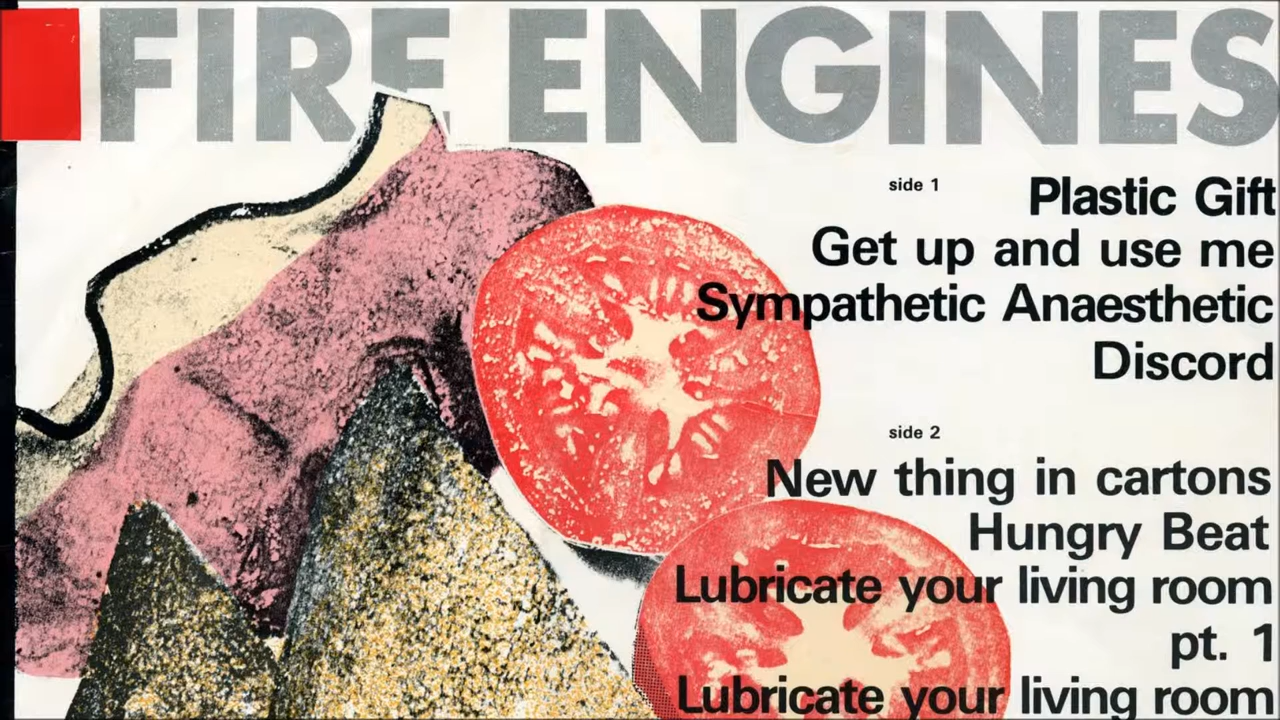 FIRE ENGINES
side 1
Plastic Gift
Get up and use me
Sympathetic Anaesthetic
Discord
side 2
New thing in cartons
Hungry Beat
Lubricate your living room
pt. 1
Lubricate your living room